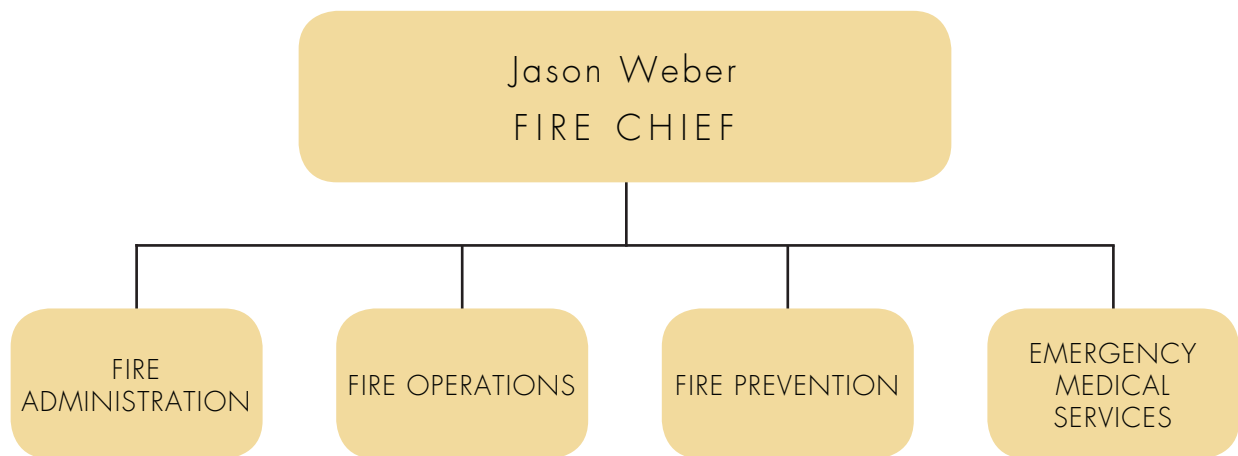 Jason Weber
FIRE CHIEF
FIRE
ADMINISTRATION
FIRE OPERATIONS
FIRE PREVENTION
EMERGENCY
MEDICAL
SERVICES